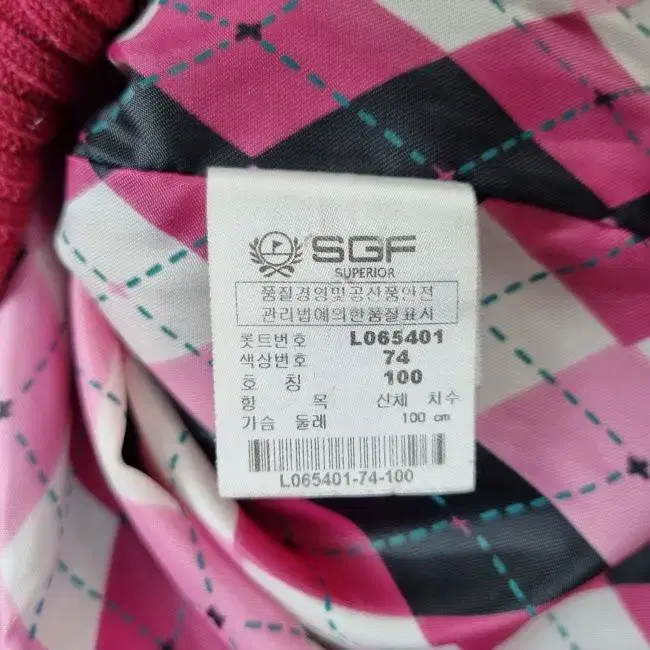 SGF
SUPERIOR
품질경영및공산품안전
관리법에의한품질표시
롯트번호 L065401
색상번호 74
호 칭 100
항 목 신체 치수
가슴 둘레 100 cm
L065401-74-100